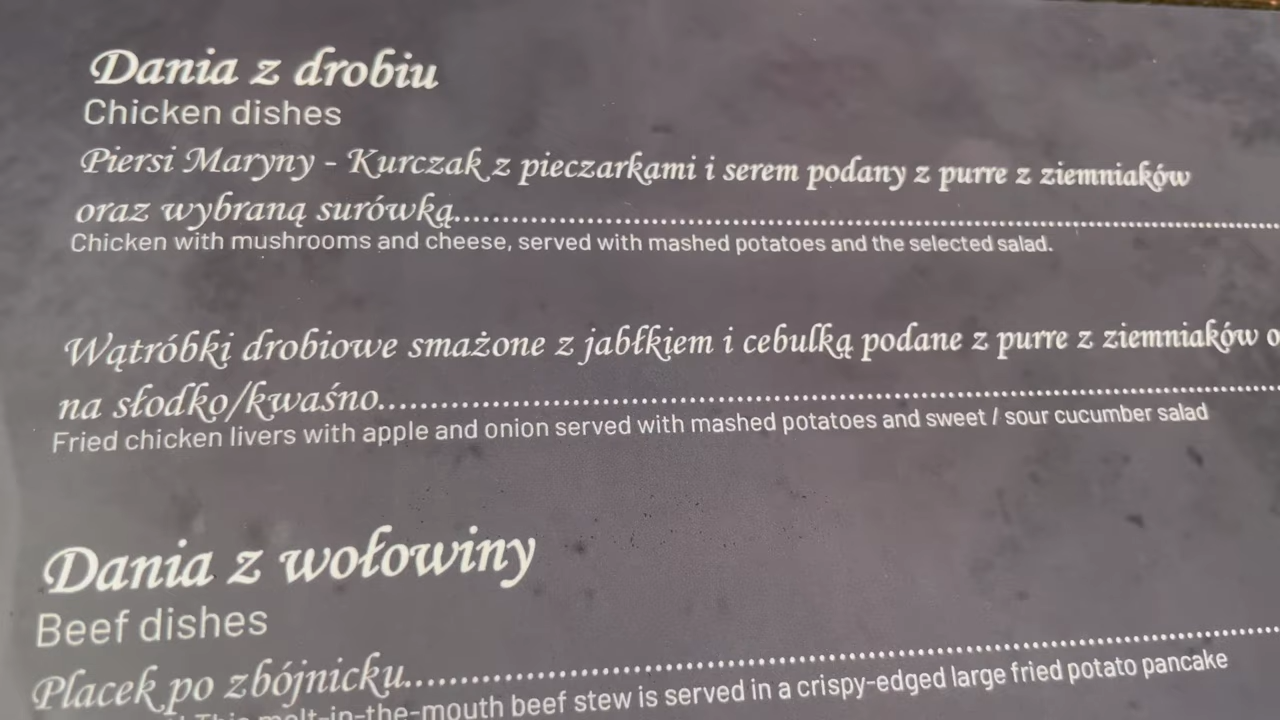 Dania z drobiu
Chicken dishes
Piersi Maryny - Kurczak z pieczarkami i serem podany z purre z ziemniaków
oraz wybraną surówką........................................................
Chicken with mushrooms and cheese, served with mashed potatoes and the selected salad.
Wątróbki drobiowe smażone z jabłkiem i cebulką podane z purre z ziemniaków
na słodko/kwaśno........................................................
Fried chicken livers with apple and onion served with mashed potatoes and sweet / sour cucumber salad
Dania z wołowiny
Beef dishes
Placek po zbójnicku........................................................
This melt-in-the-mouth beef stew is served in a crispy-edged large fried potato pancake